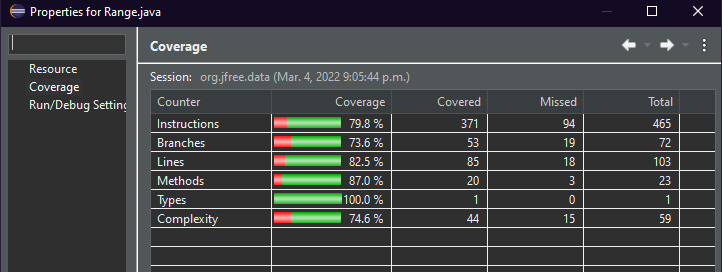 Properties for Range.java
Coverage
Resource
Coverage
Run/Debug Setting
Session: org.jfree.data (Mar. 4, 2022 9:05:44 p.m.)
Counter Coverage Covered Missed Total
Instructions 79.8 % 371 94 465
Branches 73.6 % 53 19 72
Lines 82.5 % 85 18 103
Methods 87.0 % 20 3 23
Types 100.0 % 1 0 1
Complexity 74.6 % 44 15 59